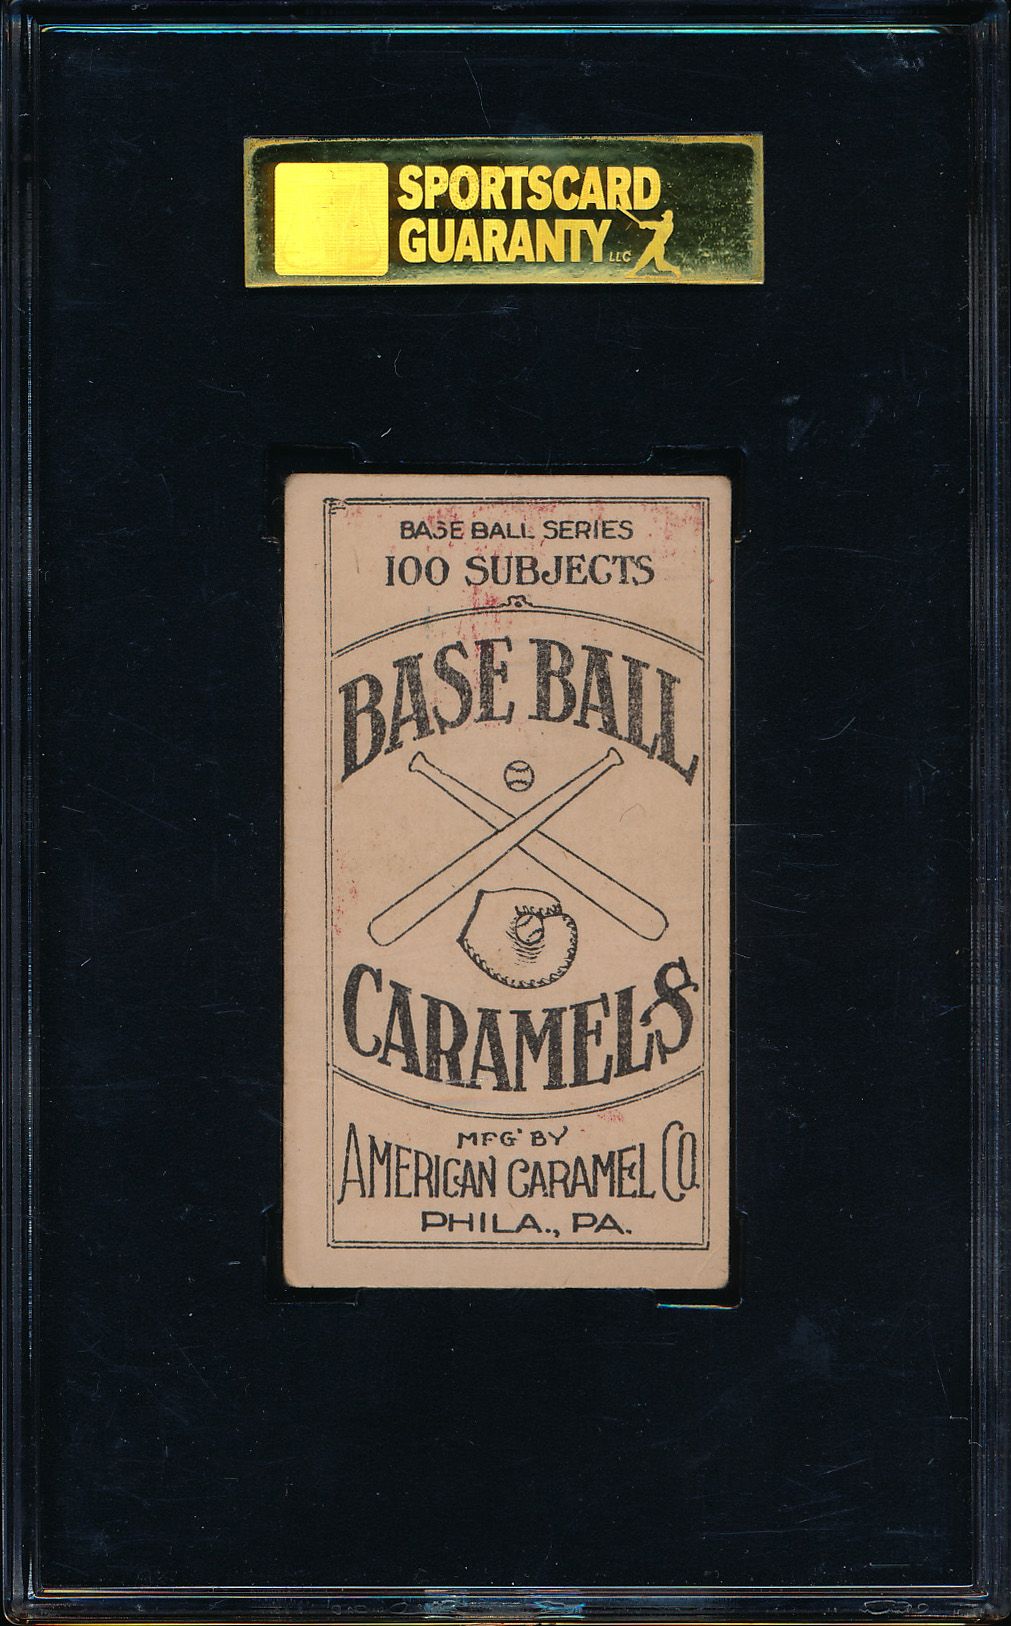 SPORTSCARD
GUARANTY LLC
BASE BALL SERIES
100 SUBJECTS
BASE BALL
CARAMELS
MFG' BY
AMERICAN CARAMEL CO
PHILA., PA.